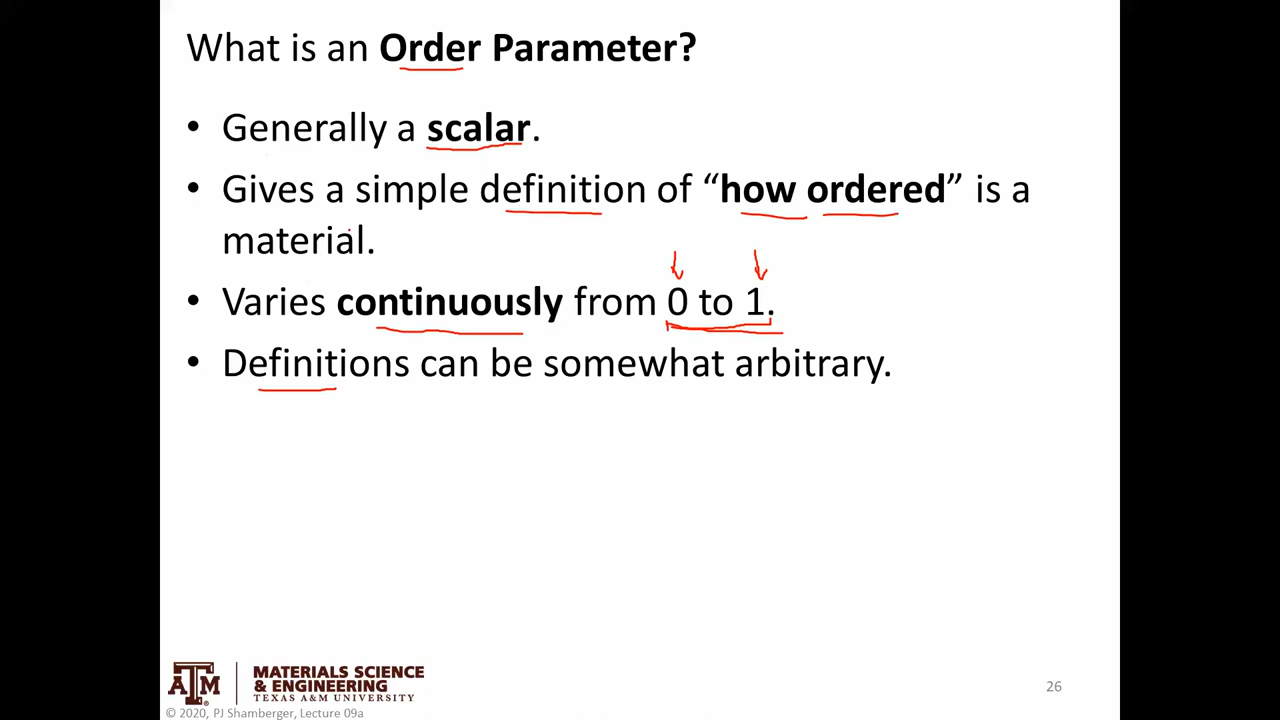 What is an Order Parameter?
• Generally a scalar.
• Gives a simple definition of “how ordered” is a
material.
• Varies continuously from 0 to 1.
• Definitions can be somewhat arbitrary.
ATM
MATERIALS SCIENCE
& ENGINEERING
TEXAS A&M UNIVERSITY
© 2020, PJ Shamberger, Lecture 09a
26